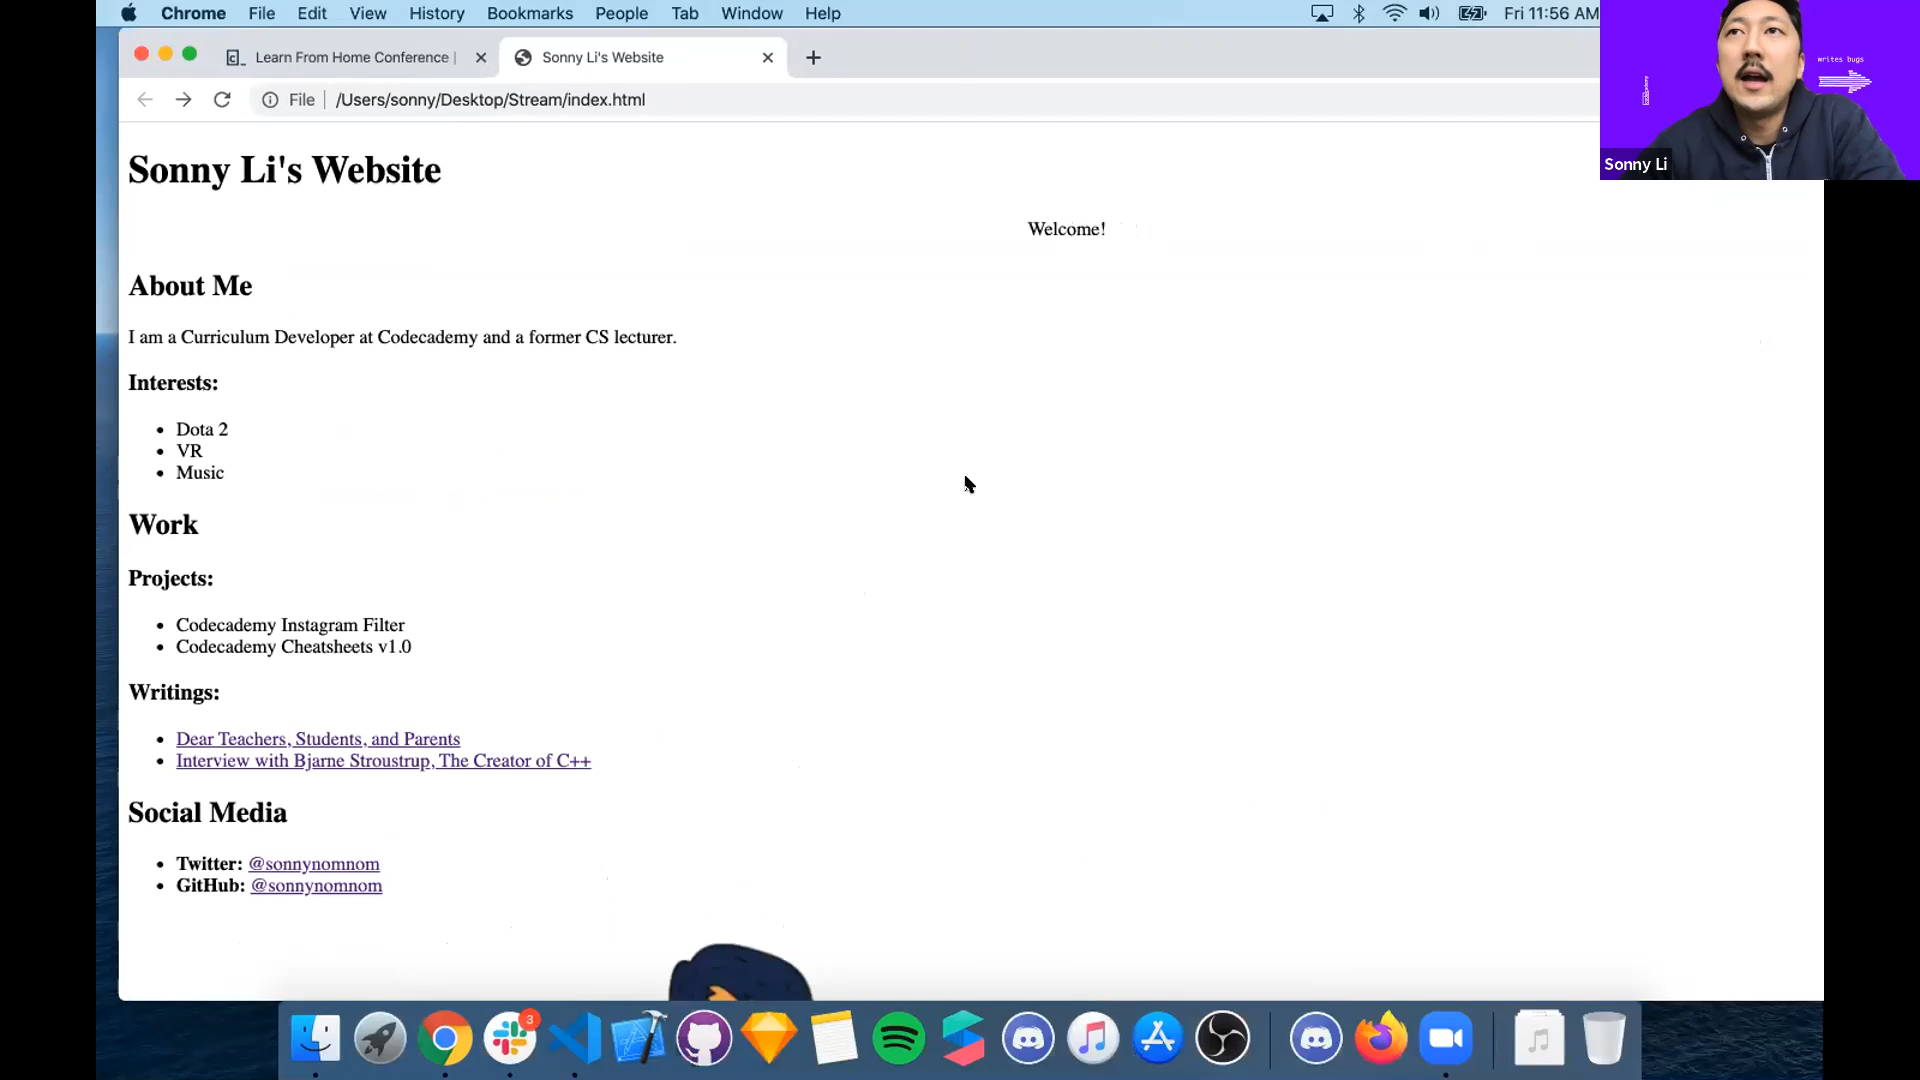 Chrome File Edit View History Bookmarks People Tab Window Help Fri 11:56 AM
Learn From Home Conference | Sonny Li's Website
File /Users/sonny/Desktop/Stream/index.html
writes bugs
Sonny Li
Sonny Li's Website
Welcome!
About Me
I am a Curriculum Developer at Codecademy and a former CS lecturer.
Interests:
• Dota 2
• VR
• Music
Work
Projects:
• Codecademy Instagram Filter
• Codecademy Cheatsheets v1.0
Writings:
• Dear Teachers, Students, and Parents
• Interview with Bjarne Stroustrup, The Creator of C++
Social Media
• Twitter: @sonnynomnom
• GitHub: @sonnynomnom
3